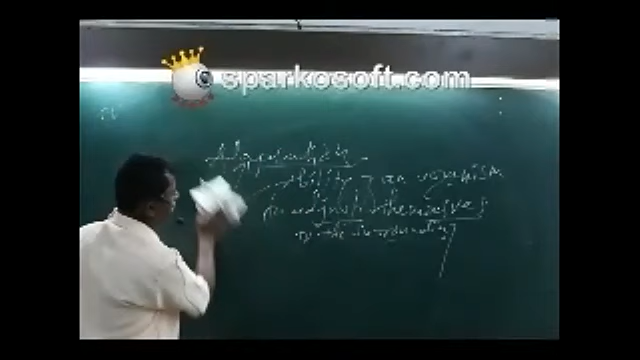 sparkosoft.com
Adaptability
Ability of an organism
to adjust themselves
to the surrounding